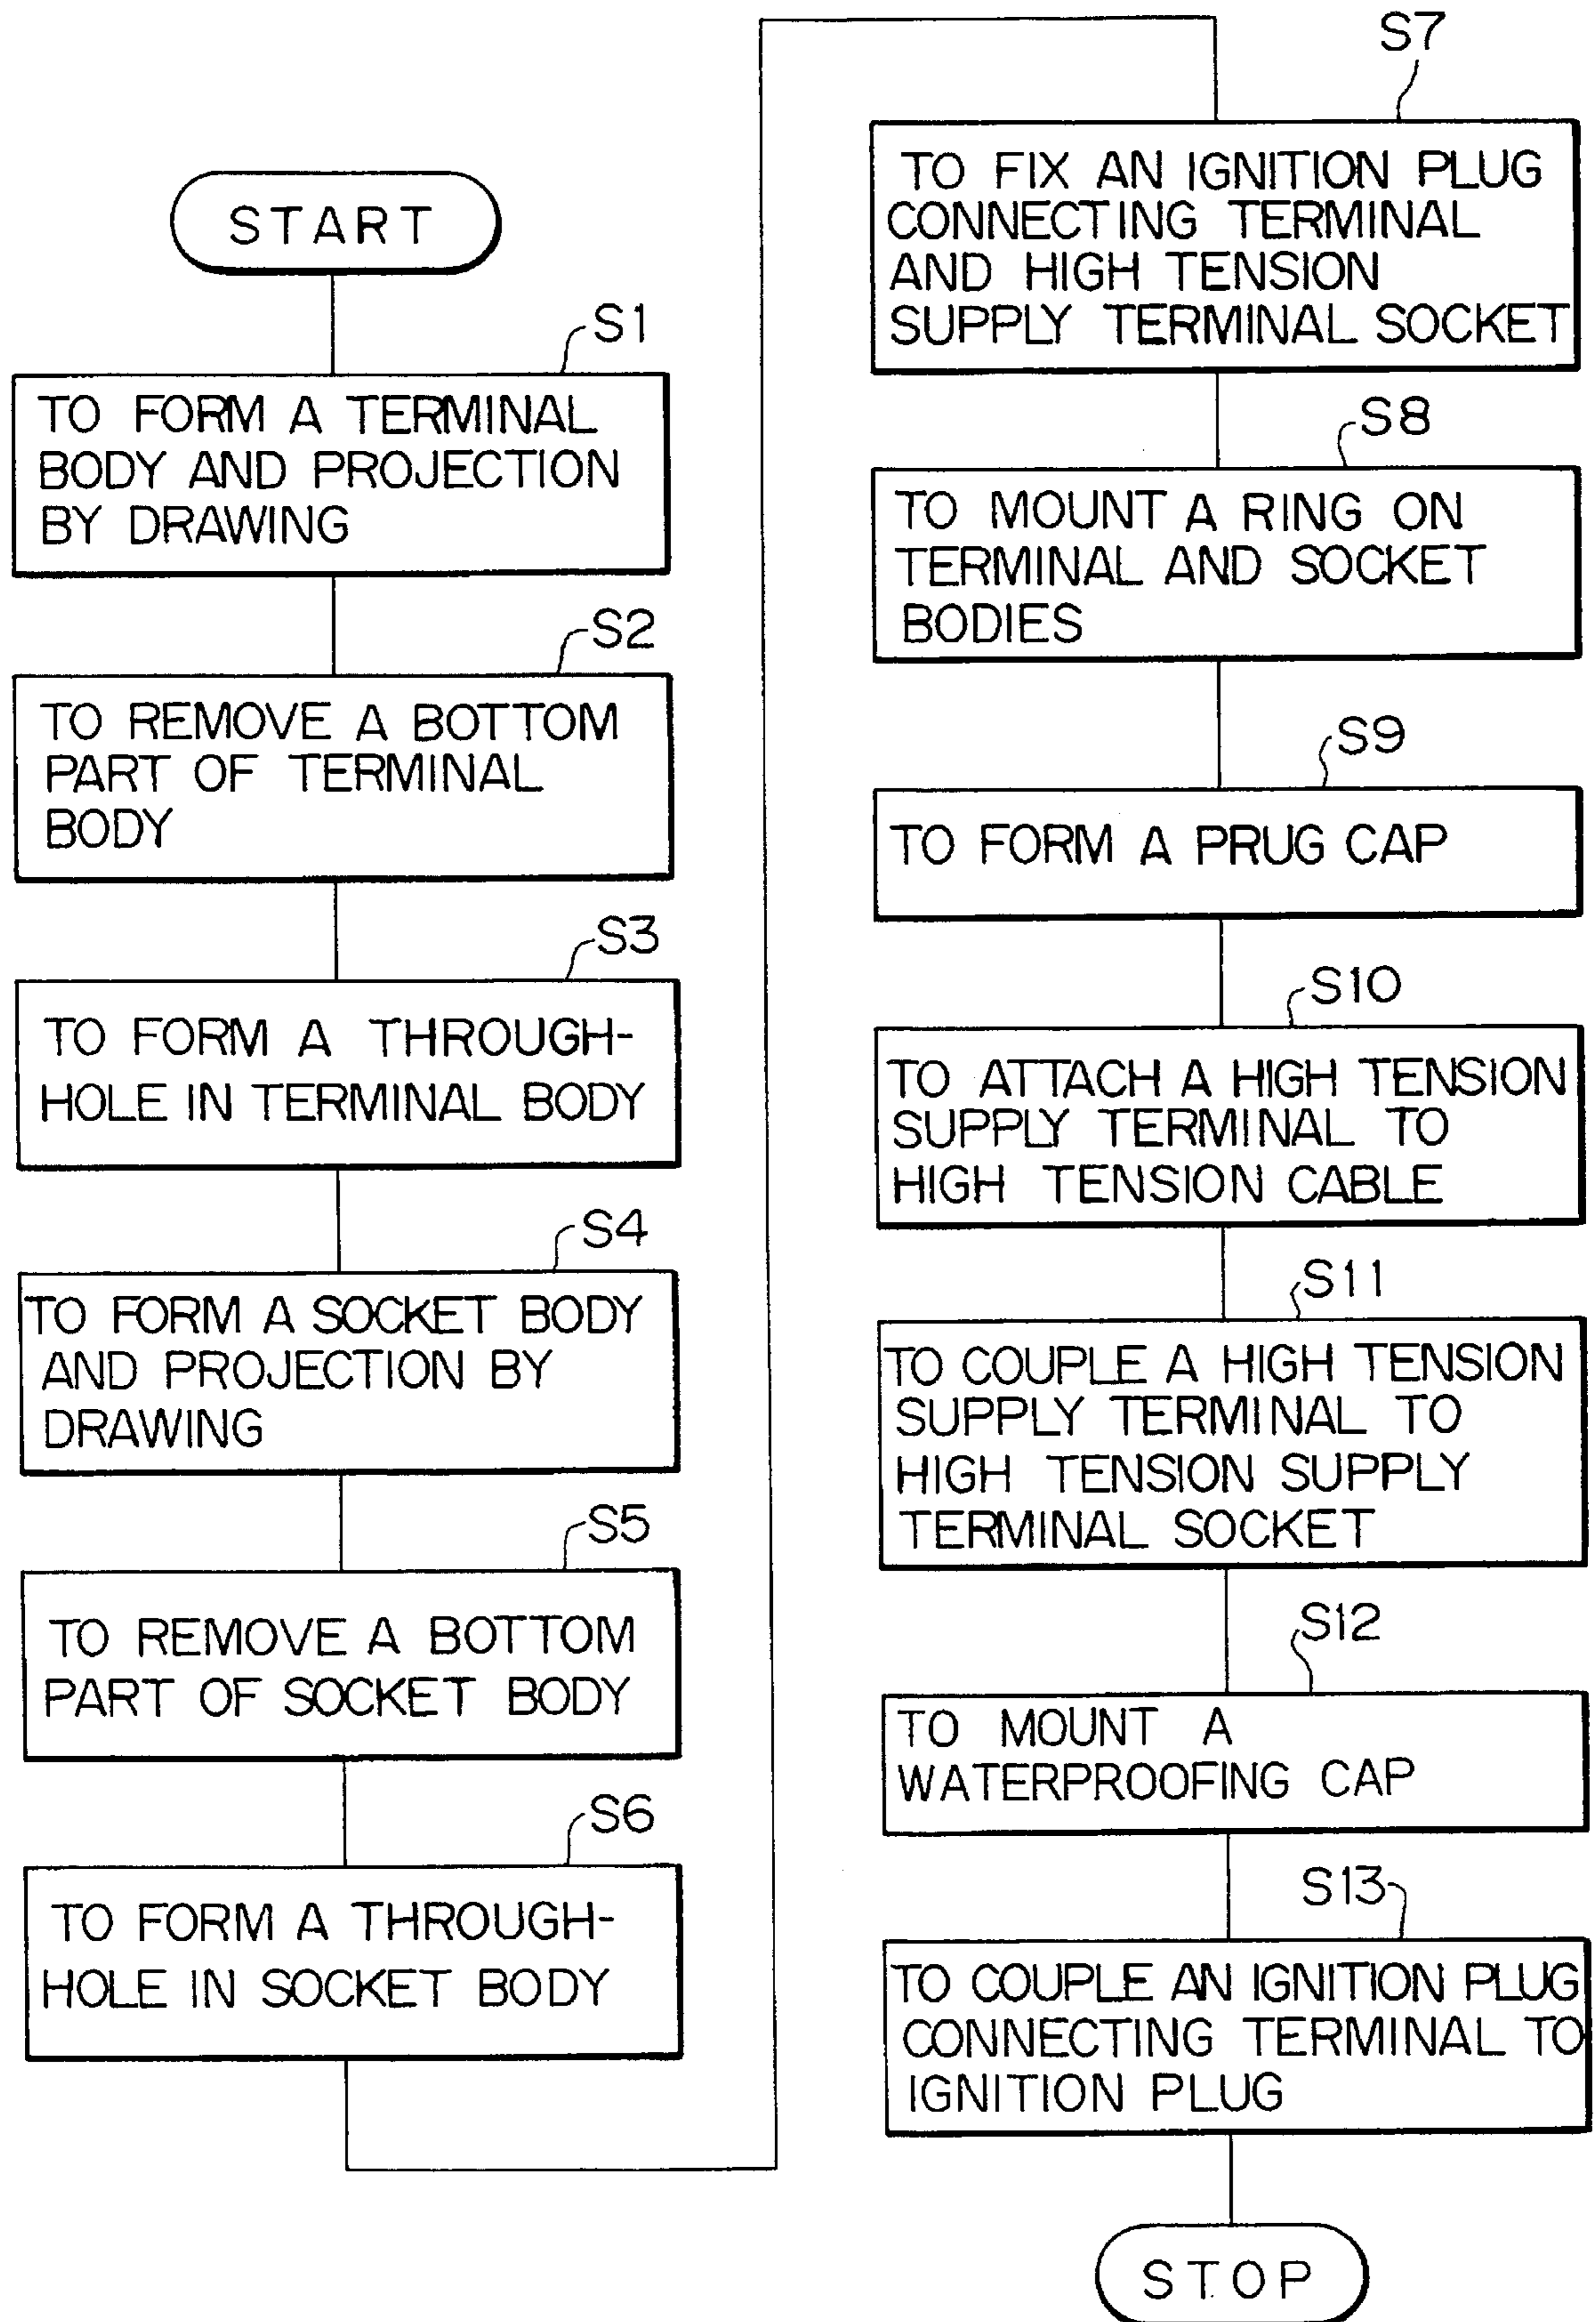 START
S1
TO FORM A TERMINAL
BODY AND PROJECTION
BY DRAWING
S2
TO REMOVE A BOTTOM
PART OF TERMINAL
BODY
S3
TO FORM A THROUGH-
HOLE IN TERMINAL BODY
S4
TO FORM A SOCKET BODY
AND PROJECTION BY
DRAWING
S5
TO REMOVE A BOTTOM
PART OF SOCKET BODY
S6
TO FORM A THROUGH-
HOLE IN SOCKET BODY
S7
TO FIX AN IGNITION PLUG
CONNECTING TERMINAL
AND HIGH TENSION
SUPPLY TERMINAL SOCKET
S8
TO MOUNT A RING ON
TERMINAL AND SOCKET
BODIES
S9
TO FORM A PRUG CAP
S10
TO ATTACH A HIGH TENSION
SUPPLY TERMINAL TO
HIGH TENSION CABLE
S11
TO COUPLE A HIGH TENSION
SUPPLY TERMINAL TO
HIGH TENSION SUPPLY
TERMINAL SOCKET
S12
TO MOUNT A
WATERPROOFING CAP
S13
TO COUPLE AN IGNITION PLUG
CONNECTING TERMINAL TO
IGNITION PLUG
STOP